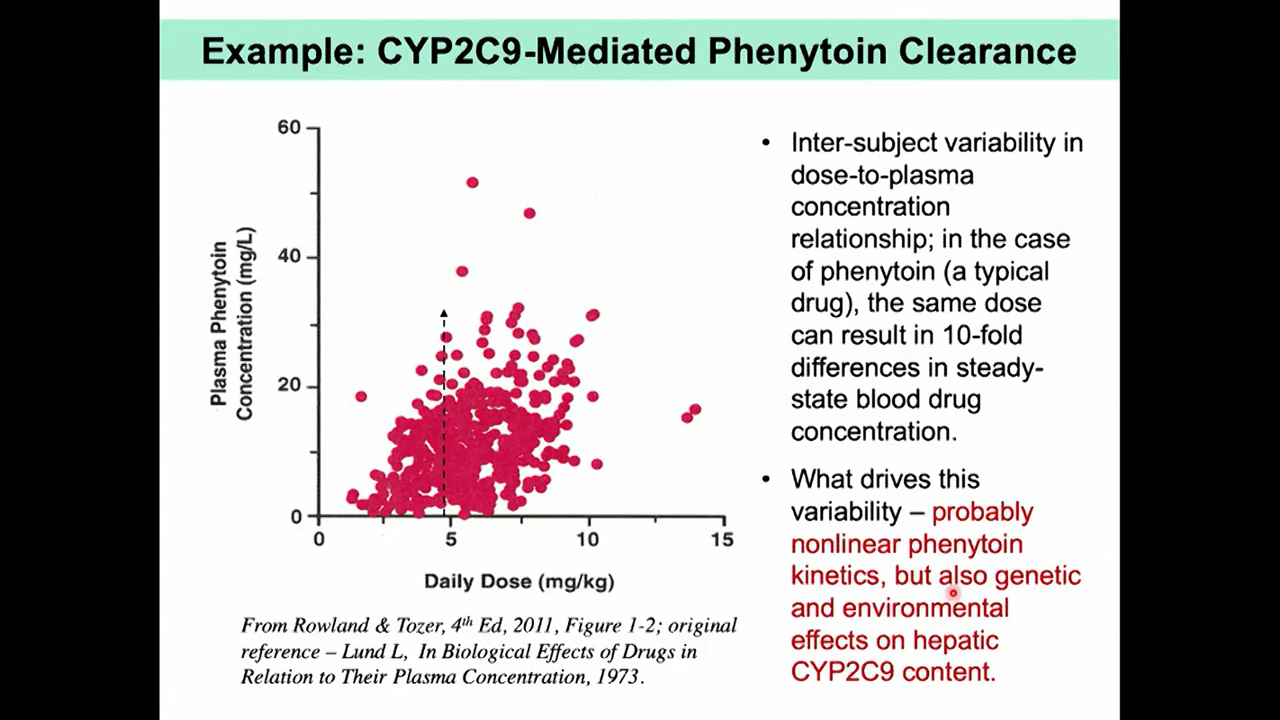 Example: CYP2C9-Mediated Phenytoin Clearance
60
40
20
0
0
5
10
15
Plasma Phenytoin
Concentration (mg/L)
Daily Dose (mg/kg)
From Rowland & Tozer, 4th Ed, 2011, Figure 1-2; original
reference – Lund L, In Biological Effects of Drugs in
Relation to Their Plasma Concentration, 1973.
• Inter-subject variability in
dose-to-plasma
concentration
relationship; in the case
of phenytoin (a typical
drug), the same dose
can result in 10-fold
differences in steady-
state blood drug
concentration.
• What drives this
variability – probably
nonlinear phenytoin
kinetics, but also genetic
and environmental
effects on hepatic
CYP2C9 content.